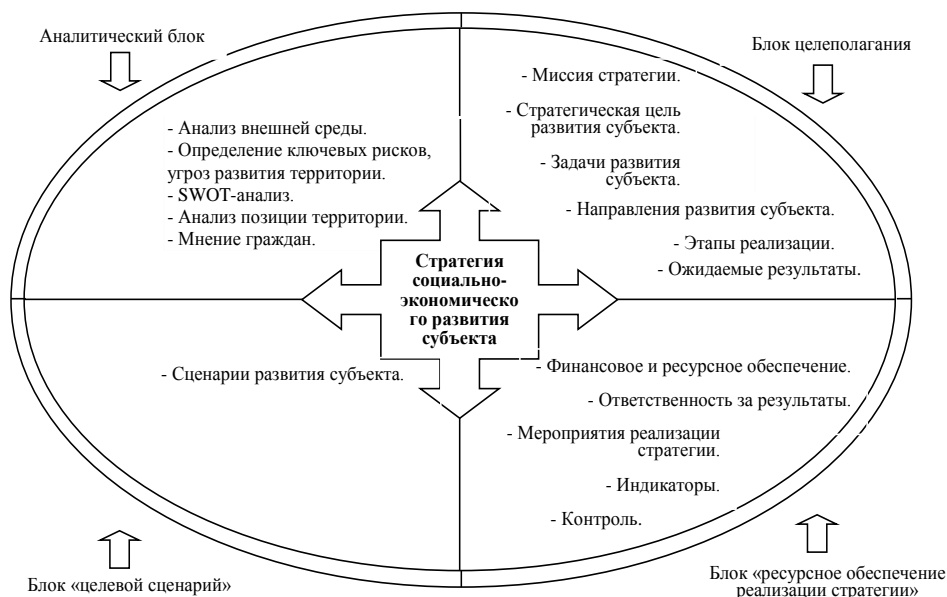 Аналитический блок
Блок целеполагания
- Анализ внешней среды.
- Определение ключевых рисков,
угроз развития территории.
- SWOT-анализ.
- Анализ позиции территории.
- Мнение граждан.
- Миссия стратегии.
- Стратегическая цель
развития субъекта.
- Задачи развития
субъекта.
- Направления развития субъекта.
- Этапы реализации.
- Ожидаемые результаты.
Стратегия
социально-
экономическо
го развития
субъекта
- Сценарии развития субъекта.
- Финансовое и ресурсное обеспечение.
- Ответственность за результаты.
- Мероприятия реализации
стратегии.
- Индикаторы.
- Контроль.
Блок «целевой сценарий»
Блок «ресурсное обеспечение
реализации стратегии»